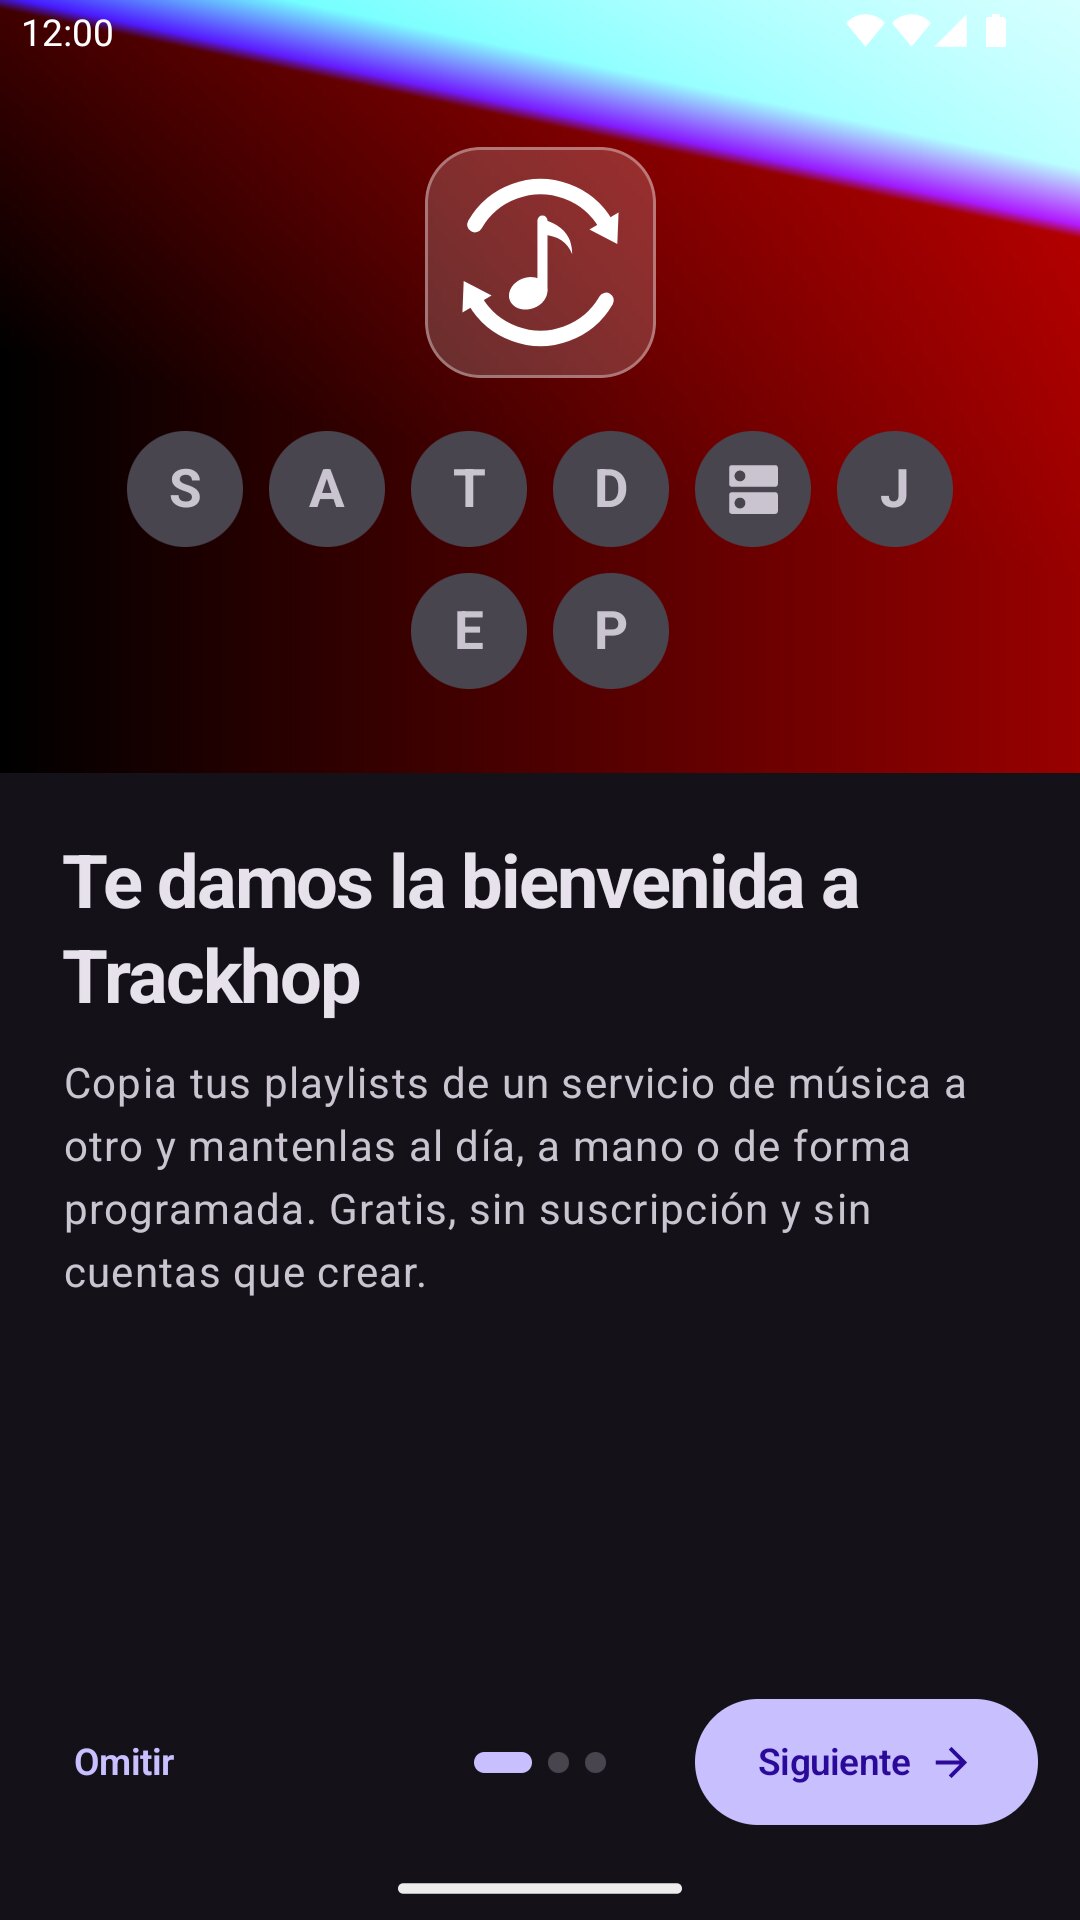 12:00
S A T D J
E P
Te damos la bienvenida a
Trackhop
Copia tus playlists de un servicio de música a
otro y mantenlas al día, a mano o de forma
programada. Gratis, sin suscripción y sin
cuentas que crear.
Omitir
Siguiente